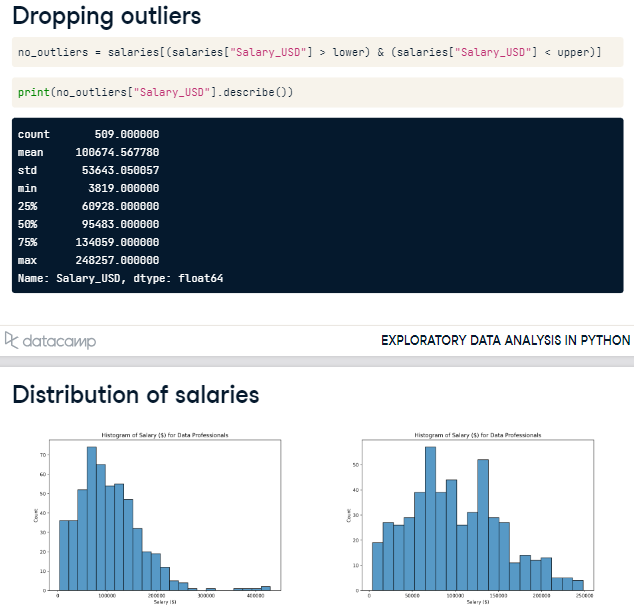 Dropping outliers
no_outliers = salaries[(salaries["Salary_USD"] > lower) & (salaries["Salary_USD"] < upper)]
print(no_outliers["Salary_USD"].describe())
count 509.000000
mean 100674.567780
std 53643.050057
min 3819.000000
25% 60928.000000
50% 95483.000000
75% 134059.000000
max 248257.000000
Name: Salary_USD, dtype: float64
datacamp
EXPLORATORY DATA ANALYSIS IN PYTHON
Distribution of salaries
Histogram of Salary ($) for Data Professionals
70
60
50
40
30
20
10
0
Count
0 100000 200000 300000 400000
Salary ($)
Histogram of Salary ($) for Data Professionals
50
40
30
20
10
0
Count
0 50000 100000 150000 200000 250000
Salary ($)